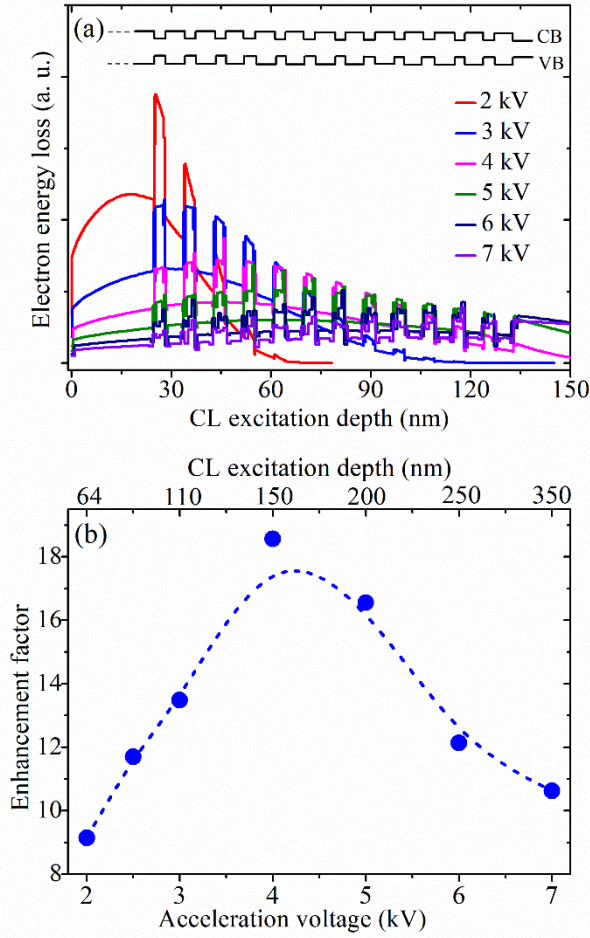 (a)
CB
VB
2 kV
3 kV
4 kV
5 kV
6 kV
7 kV
Electron energy loss (a. u.)
0 30 60 90 120 150
CL excitation depth (nm)
CL excitation depth (nm)
64 110 150 200 250 350
(b)
18
16
14
12
10
8
Enhancement factor
2 3 4 5 6 7
Acceleration voltage (kV)